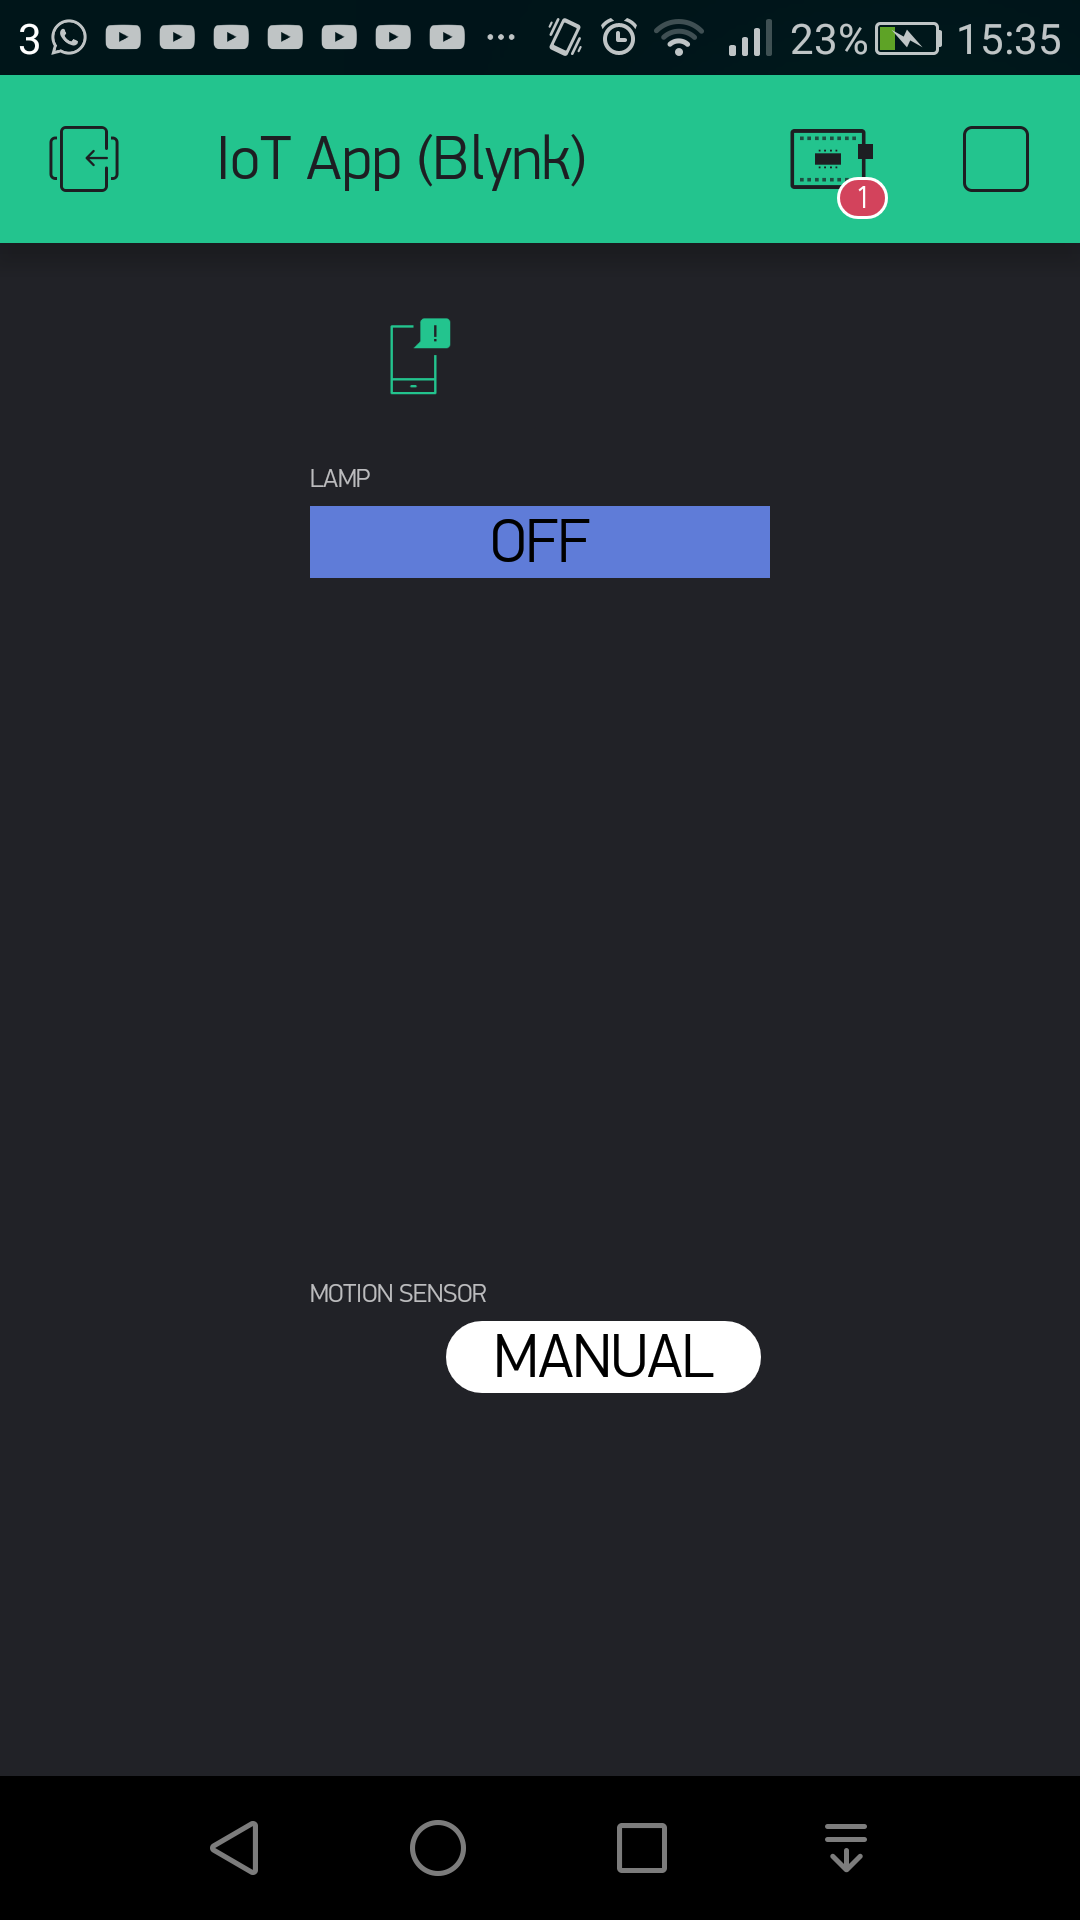 3 23% 15:35
IoT App (Blynk)
1
LAMP
OFF
MOTION SENSOR
MANUAL